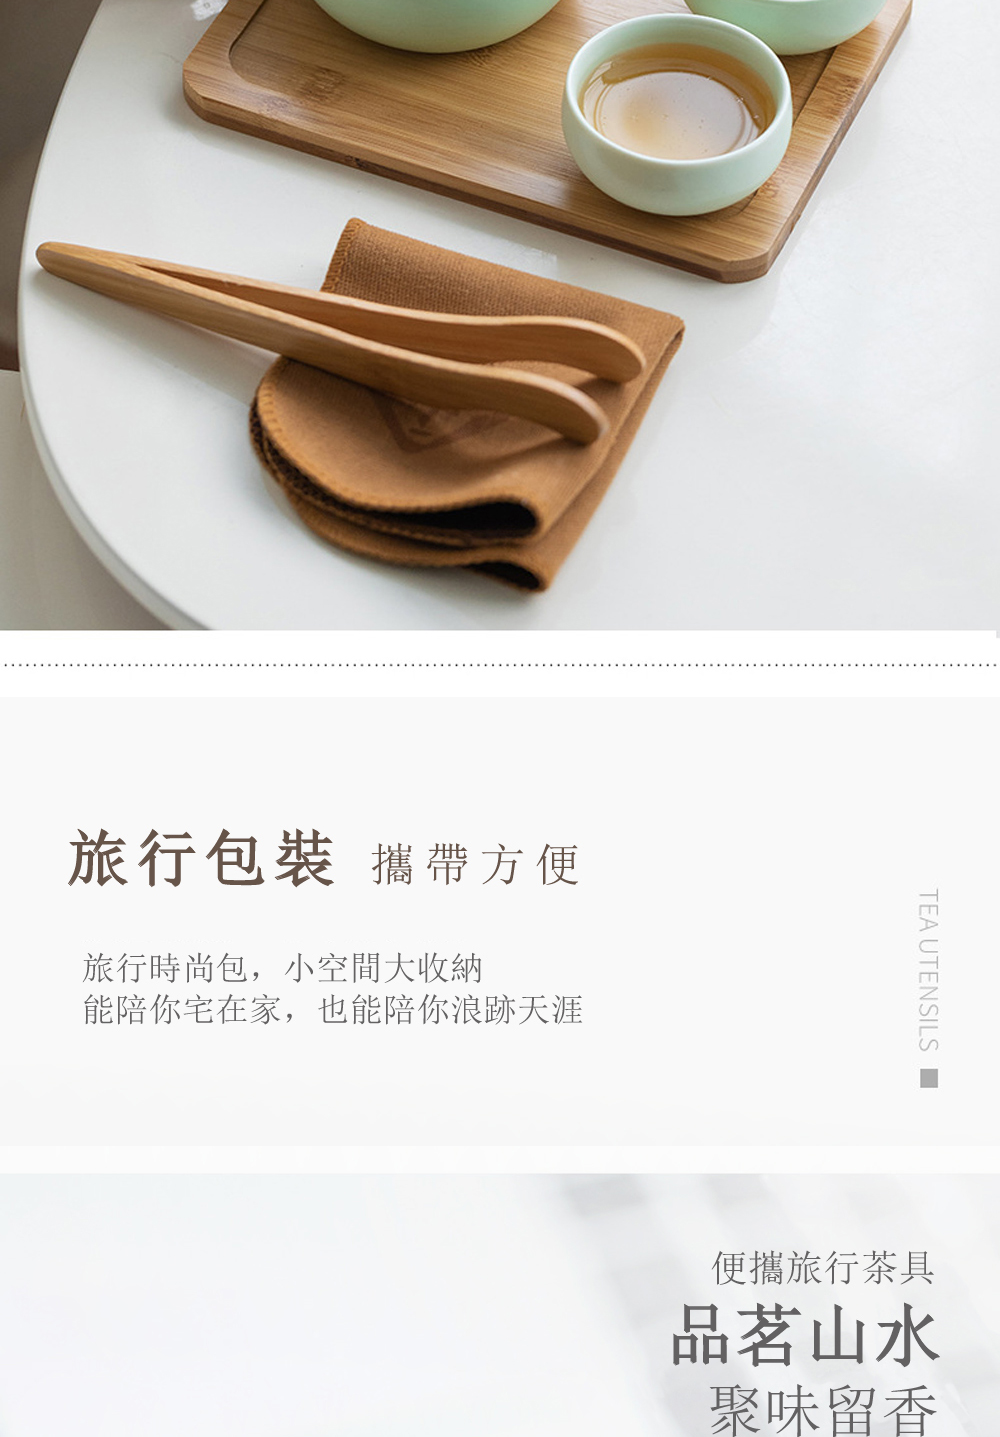 旅行包裝 攜帶方便
旅行時尚包，小空間大收納
能陪你宅在家，也能陪你浪跡天涯
TEA UTENSILS
便攜旅行茶具
品茗山水
聚味留香